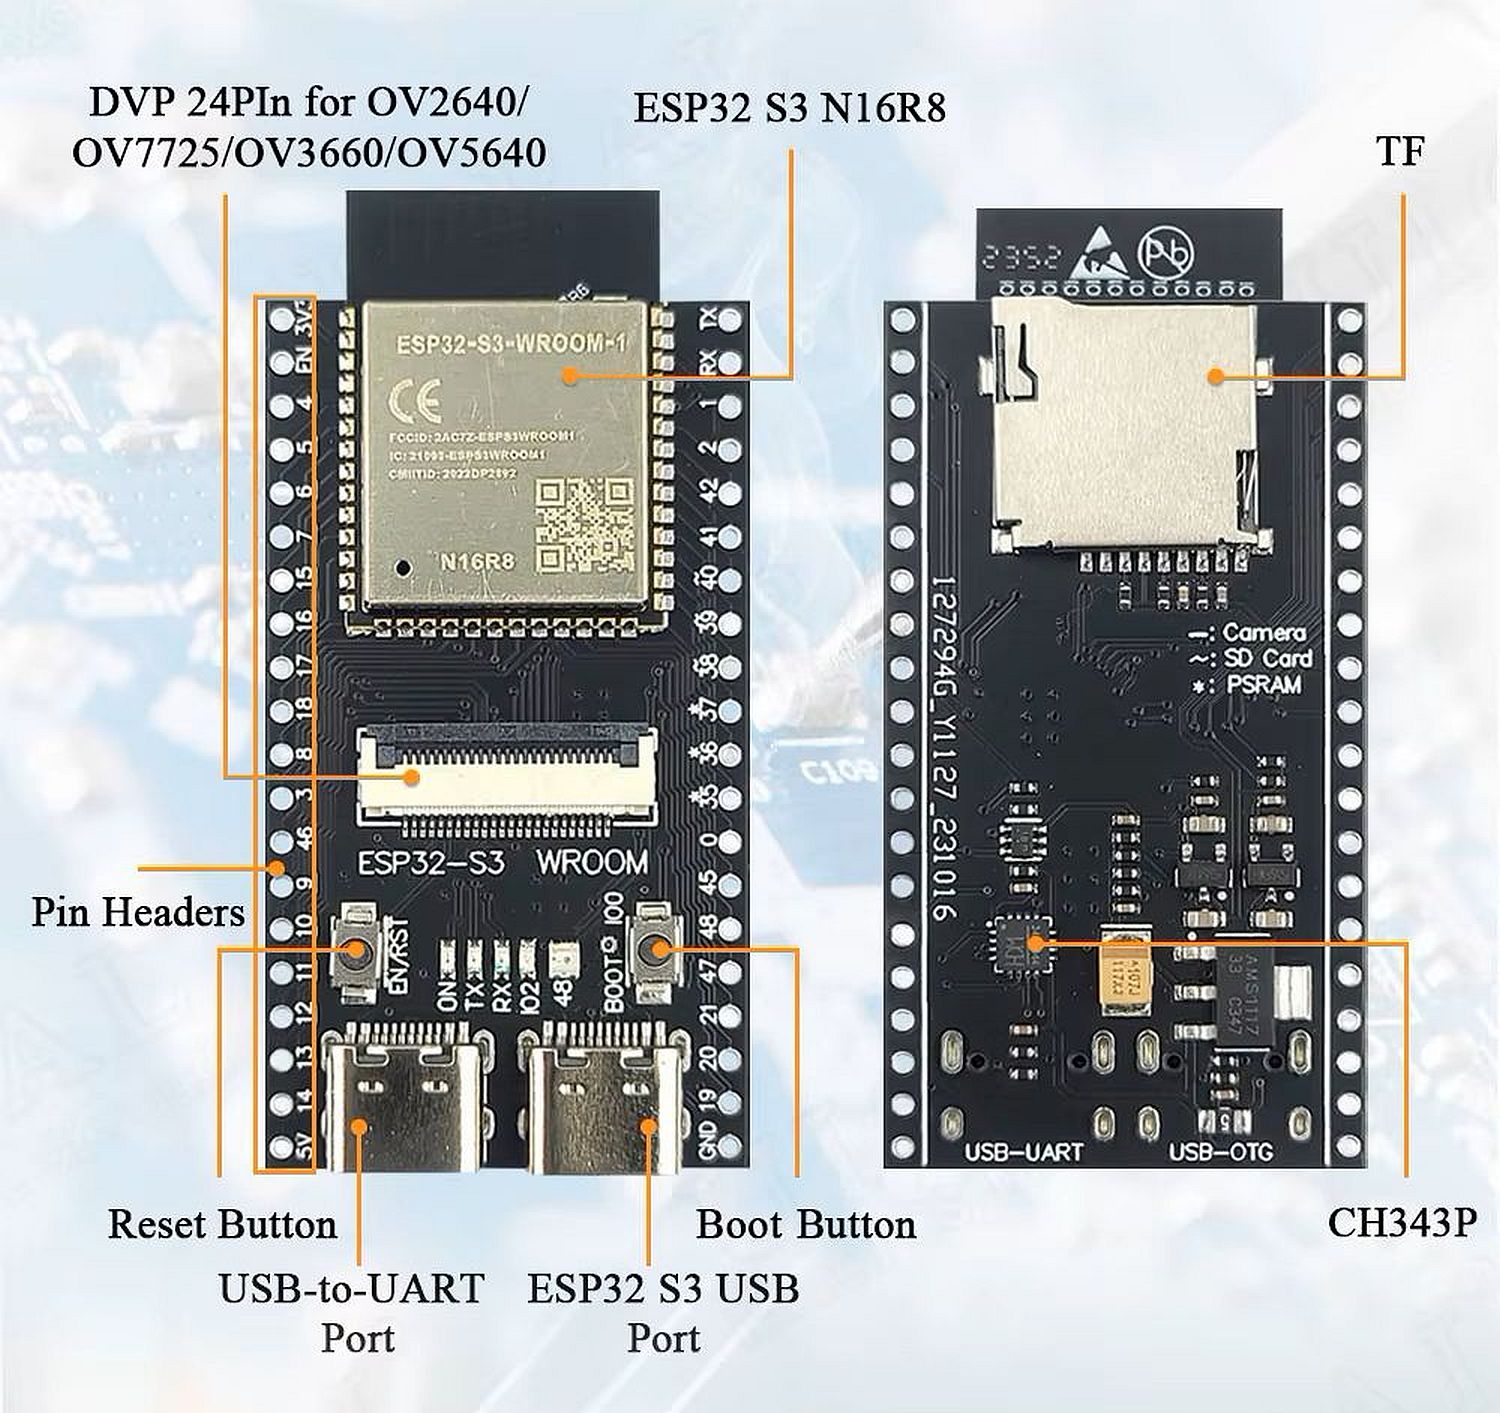 DVP 24PIn for OV2640/
OV7725/OV3660/OV5640
ESP32 S3 N16R8
TF
2352
Pb
3V3
EN
4
5
6
7
15
16
17
18
8
3
46
9
10
11
12
13
14
5V
ESP32-S3-WROOM-1
CE
FCCID: 2AC7Z-ESPS3WROOM1
IC: 21098-ESPS3WROOM1
CMIITID: 2022DP2892
N16R8
TX
RX
1
2
42
41
~40
~39
~38
*37
*36
*35
0
45
48
47
21
20
19
GND
ESP32-S3 WROOM
EN/RST
ON
TX
RX
IO2
48
BOOT
100
127294G_Y1127_231016
—: Camera
~: SD Card
*: PSRAM
AMS1117
33 C347
USB-UART
USB-OTG
Pin Headers
Reset Button
Boot Button
CH343P
USB-to-UART
Port
ESP32 S3 USB
Port